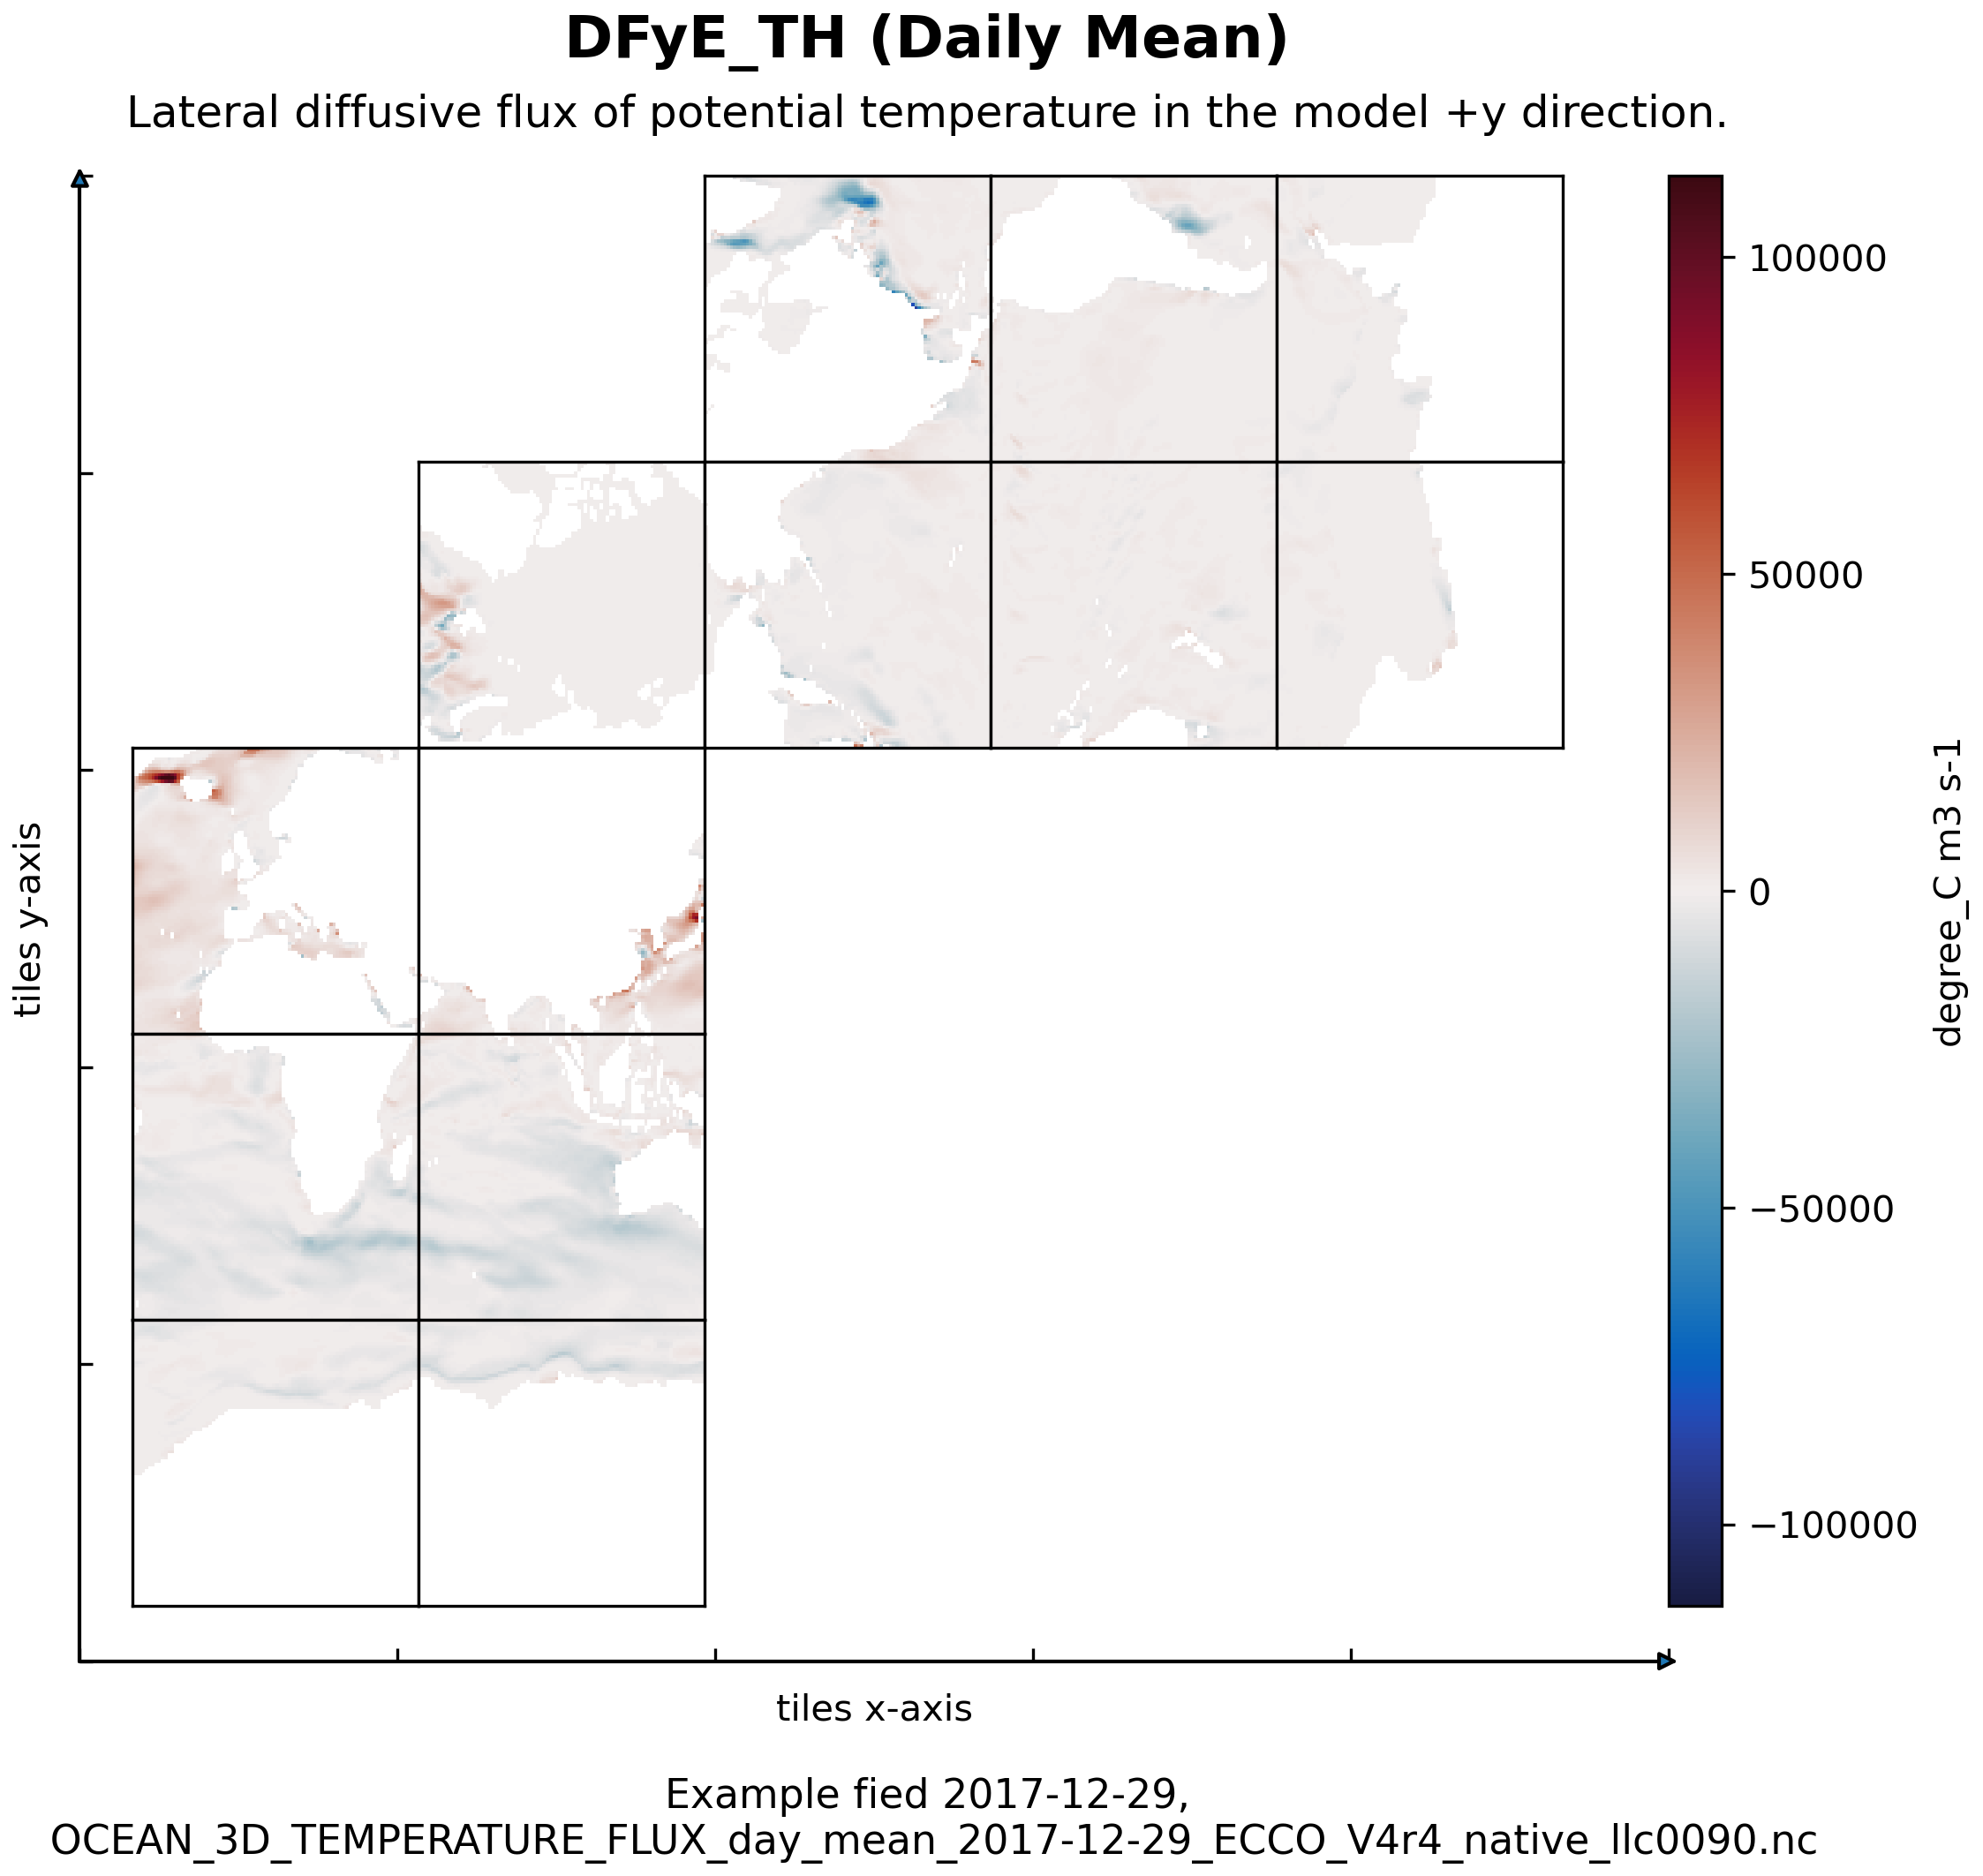 DFyE_TH (Daily Mean)
Lateral diffusive flux of potential temperature in the model +y direction.
100000
50000
0
−50000
−100000
degree_C m3 s-1
tiles y-axis
tiles x-axis
Example fied 2017-12-29,
OCEAN_3D_TEMPERATURE_FLUX_day_mean_2017-12-29_ECCO_V4r4_native_llc0090.nc